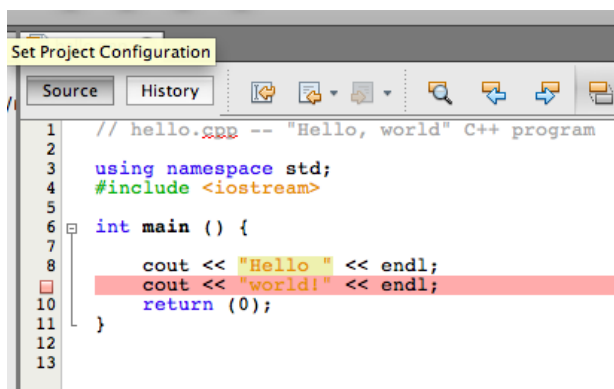 Set Project Configuration
Source History
1 // hello.cpp -- "Hello, world" C++ program
2
3 using namespace std;
4 #include <iostream>
5
6 int main () {
7
8 cout << "Hello " << endl;
cout << "world!" << endl;
10 return (0);
11 }
12
13